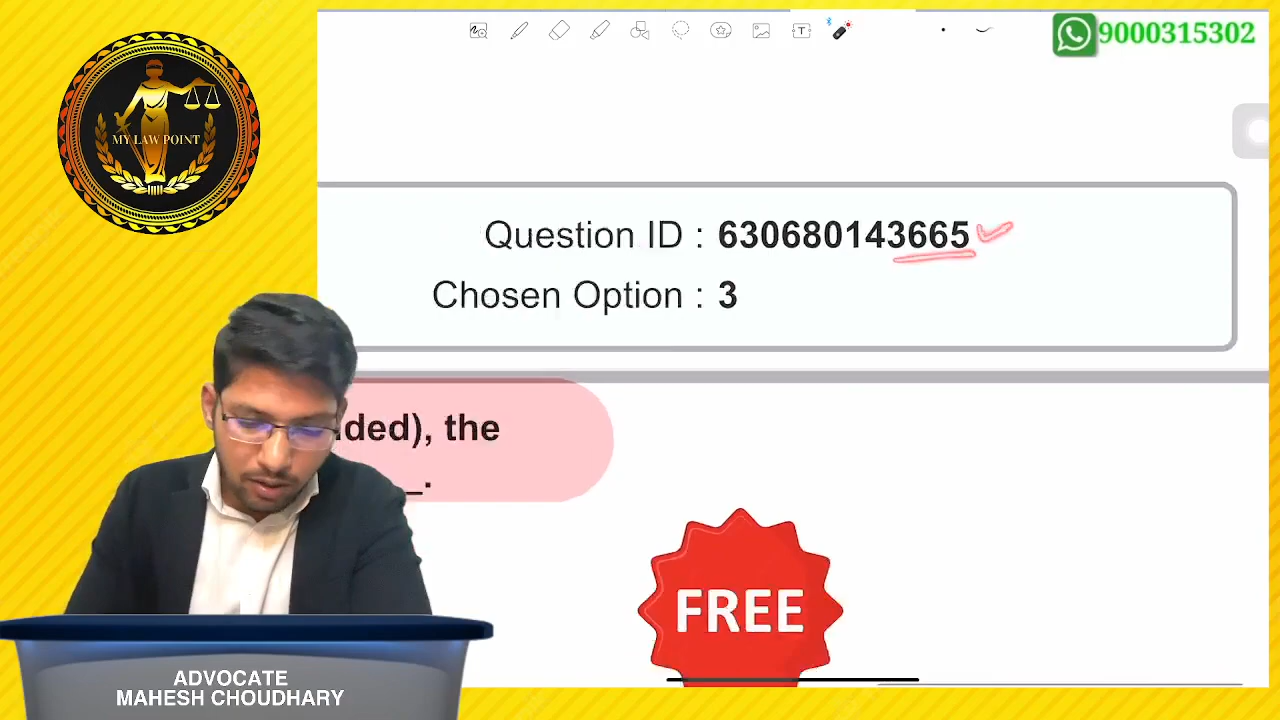 9000315302
MY LAW POINT
Question ID : 630680143665
Chosen Option : 3
ded), the
_.
FREE
ADVOCATE
MAHESH CHOUDHARY